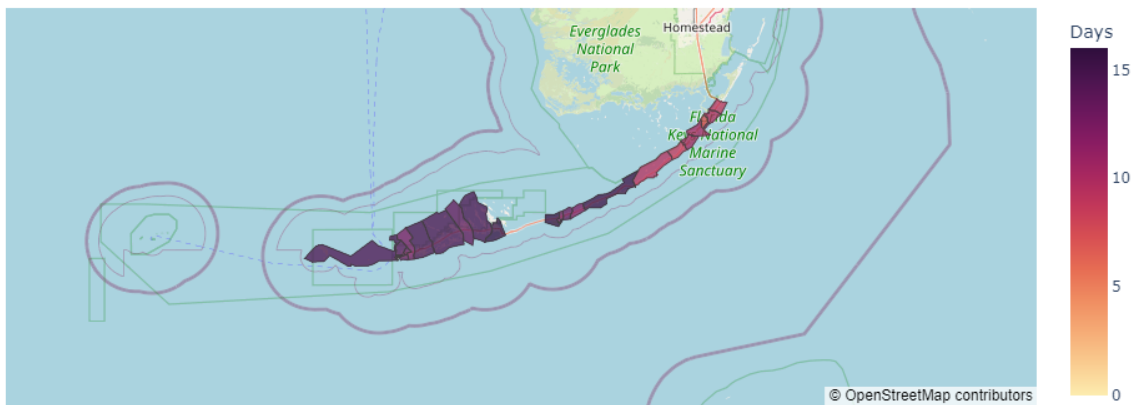 Everglades
National
Park
Homestead
Florida
Keys National
Marine
Sanctuary
© OpenStreetMap contributors
Days
15
10
5
0